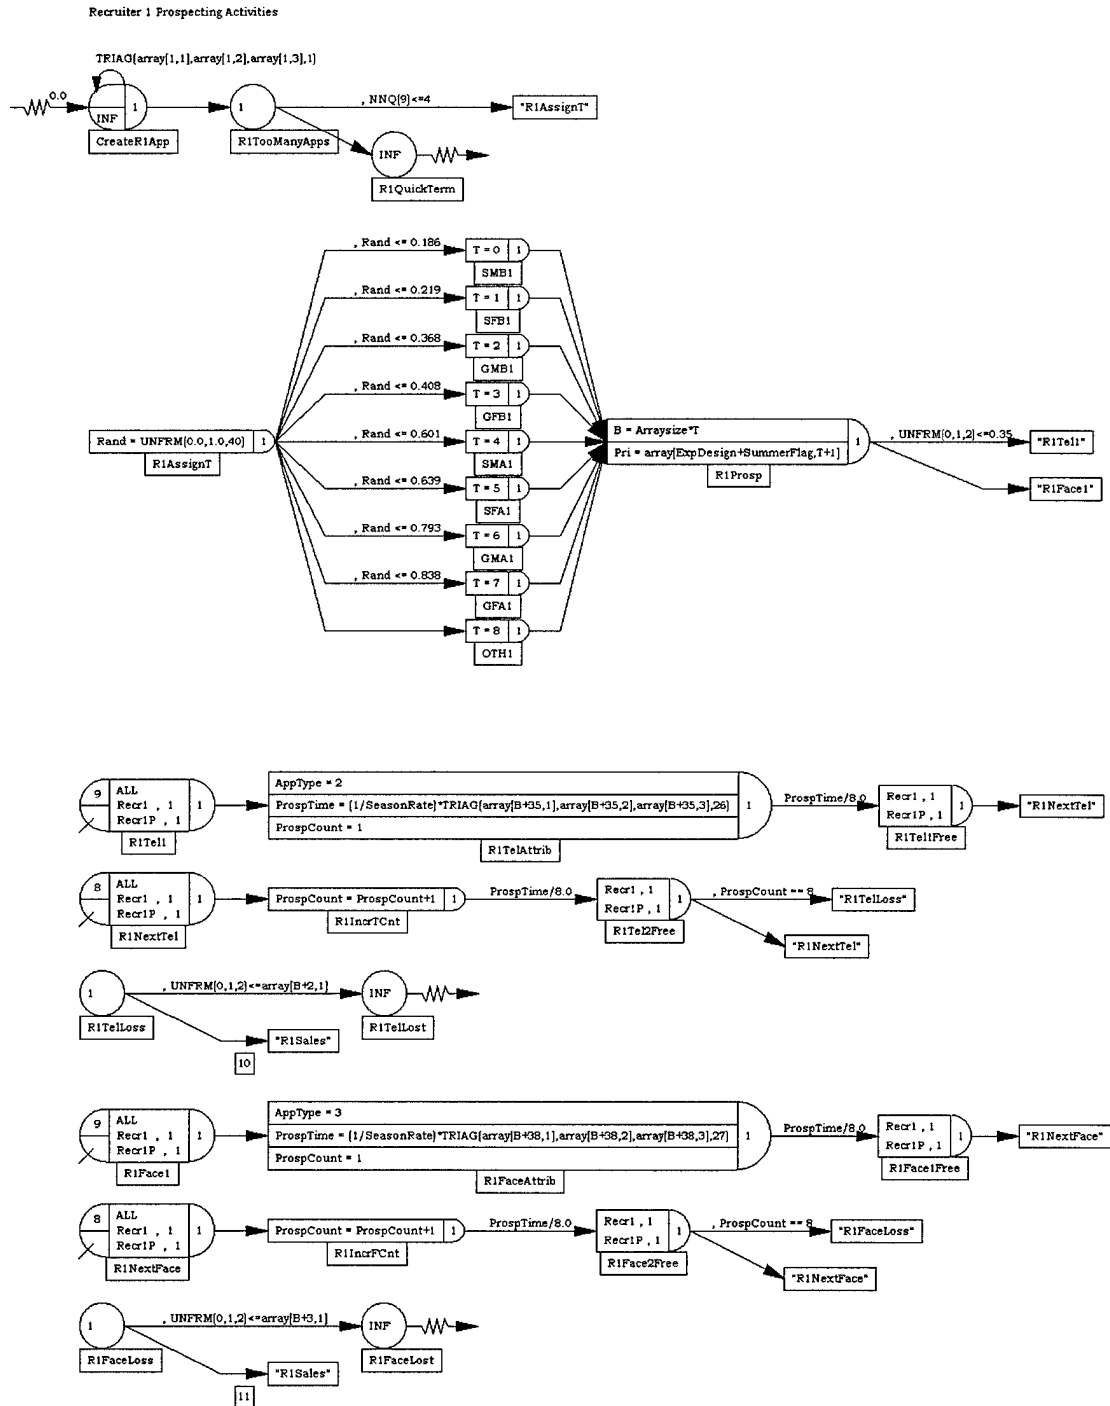 Recruiter 1 Prospecting Activities
TRIAG(array[1,1],array[1,2],array[1,3],1)
0.0
INF
1
CreateR1App
1
R1TooManyApps
, NNQ(9)<=4
"R1AssignT"
INF
R1QuickTerm
, Rand <= 0.186
T = 0
1
SMB1
, Rand <= 0.219
T = 1
1
SFB1
, Rand <= 0.368
T = 2
1
GMB1
, Rand <= 0.408
T = 3
1
GFB1
Rand = UNFRM(0.0,1.0,40)
1
R1AssignT
, Rand <= 0.601
T = 4
1
SMA1
B = Arraysize*T
Pri = array[ExpDesign+SummerFlag,T+1]
1
R1Prosp
, UNFRM(0,1,2)<=0.35
"R1Tel1"
"R1Face1"
, Rand <= 0.639
T = 5
1
SFA1
, Rand <= 0.793
T = 6
1
GMA1
, Rand <= 0.838
T = 7
1
GFA1
T = 8
1
OTH1
9
ALL
Recr1 , 1
Recr1P , 1
1
R1Tel1
AppType = 2
ProspTime = (1/SeasonRate)*TRIAG(array[B+35,1],array[B+35,2],array[B+35,3],26)
ProspCount = 1
1
R1TelAttrib
ProspTime/8.0
Recr1 , 1
Recr1P , 1
1
R1Tel1Free
"R1NextTel"
8
ALL
Recr1 , 1
Recr1P , 1
1
R1NextTel
ProspCount = ProspCount+1
1
R1IncrTCnt
ProspTime/8.0
Recr1 , 1
Recr1P , 1
1
R1Tel2Free
, ProspCount == 8
"R1TelLoss"
"R1NextTel"
1
R1TelLoss
, UNFRM(0,1,2)<=array[B+2,1]
INF
R1TelLost
"R1Sales"
10
9
ALL
Recr1 , 1
Recr1P , 1
1
R1Face1
AppType = 3
ProspTime = (1/SeasonRate)*TRIAG(array[B+38,1],array[B+38,2],array[B+38,3],27)
ProspCount = 1
1
R1FaceAttrib
ProspTime/8.0
Recr1 , 1
Recr1P , 1
1
R1Face1Free
"R1NextFace"
8
ALL
Recr1 , 1
Recr1P , 1
1
R1NextFace
ProspCount = ProspCount+1
1
R1IncrFCnt
ProspTime/8.0
Recr1 , 1
Recr1P , 1
1
R1Face2Free
, ProspCount == 8
"R1FaceLoss"
"R1NextFace"
1
R1FaceLoss
, UNFRM(0,1,2)<=array[B+3,1]
INF
R1FaceLost
"R1Sales"
11